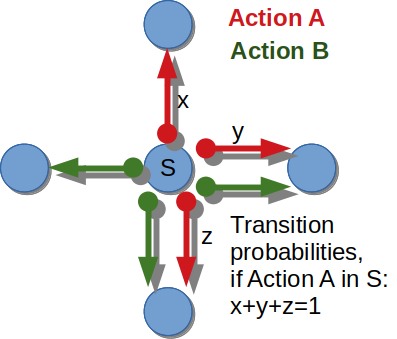 Action A
Action B
x
y
S
z
Transition
probabilities,
if Action A in S:
x+y+z=1